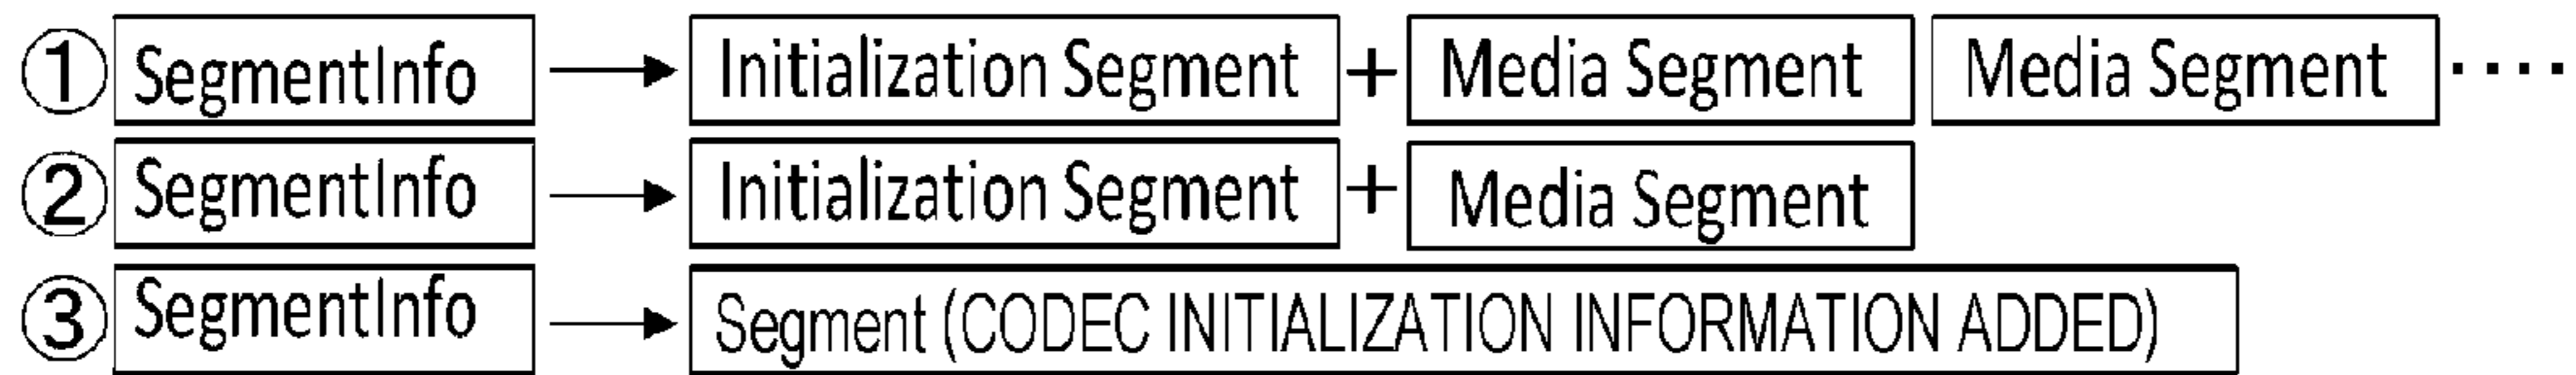 ① SegmentInfo → Initialization Segment + Media Segment Media Segment ····
② SegmentInfo → Initialization Segment + Media Segment
③ SegmentInfo → Segment (CODEC INITIALIZATION INFORMATION ADDED)